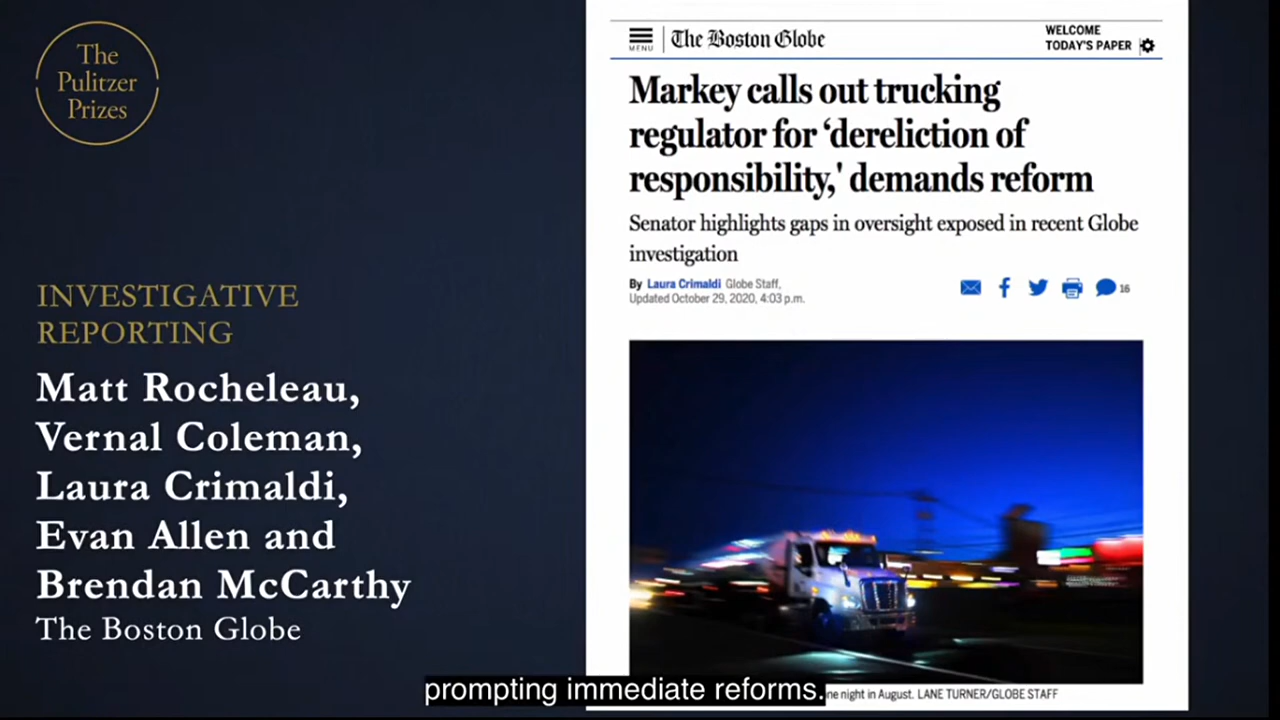 The
Pulitzer
Prizes
INVESTIGATIVE
REPORTING
Matt Rocheleau,
Vernal Coleman,
Laura Crimaldi,
Evan Allen and
Brendan McCarthy
The Boston Globe
MENU
The Boston Globe
WELCOME
TODAY'S PAPER
Markey calls out trucking
regulator for ‘dereliction of
responsibility,' demands reform
Senator highlights gaps in oversight exposed in recent Globe
investigation
By Laura Crimaldi Globe Staff,
Updated October 29, 2020, 4:03 p.m.
16
prompting immediate reforms.
ne night in August. LANE TURNER/GLOBE STAFF